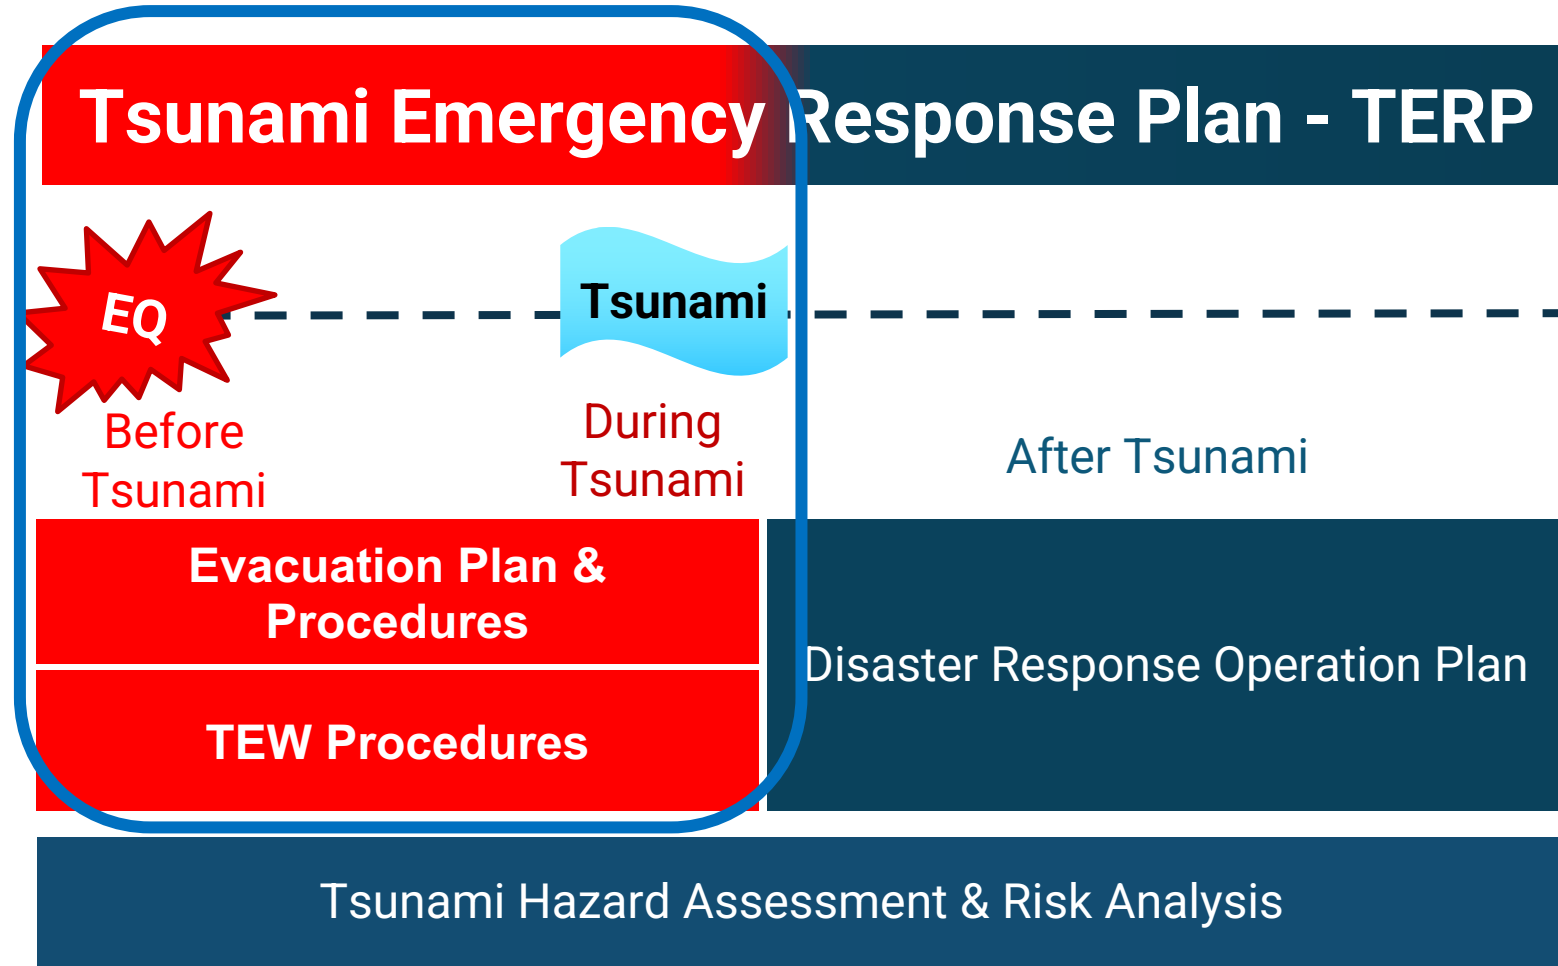 Tsunami Emergency Response Plan - TERP
EQ
Tsunami
Before
Tsunami
During
Tsunami
After Tsunami
Evacuation Plan &
Procedures
TEW Procedures
Disaster Response Operation Plan
Tsunami Hazard Assessment & Risk Analysis